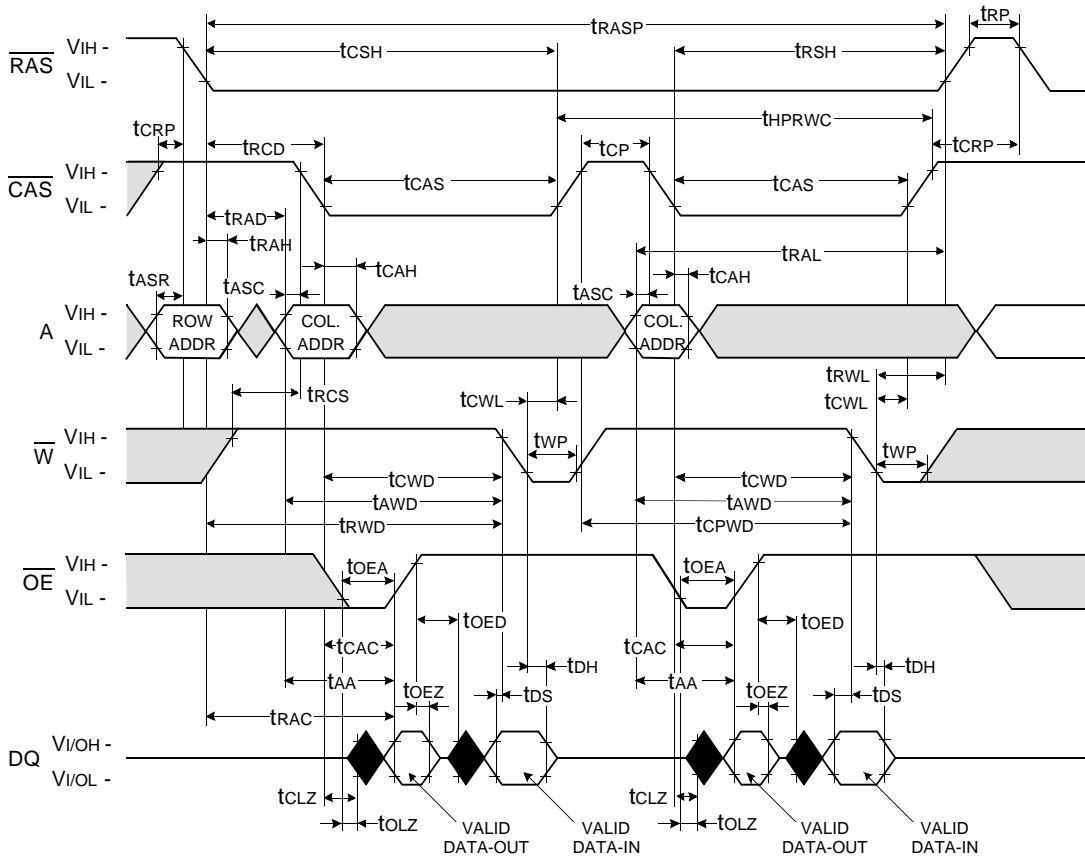 tRASP
tRP
tCSH
tRSH
RAS
VIH -
VIL -
tHPRWC
tCRP
tRCD
tCP
tCRP
CAS
VIH -
VIL -
tCAS
tCAS
tRAD
tRAH
tCAH
tRAL
tCAH
tASR
tASC
tASC
A
VIH -
VIL -
ROW
ADDR
COL.
ADDR
COL.
ADDR
tRWL
tRCS
tCWL
tCWL
W
VIH -
VIL -
tWP
tWP
tCWD
tCWD
tAWD
tAWD
tRWD
tCPWD
OE
VIH -
VIL -
tOEA
tOEA
tOED
tOED
tCAC
tCAC
tDH
tDH
tAA
tAA
tOEZ
tDS
tOEZ
tDS
tRAC
DQ
VI/OH -
VI/OL -
tCLZ
tCLZ
tOLZ
tOLZ
VALID
DATA-OUT
VALID
DATA-IN
VALID
DATA-OUT
VALID
DATA-IN